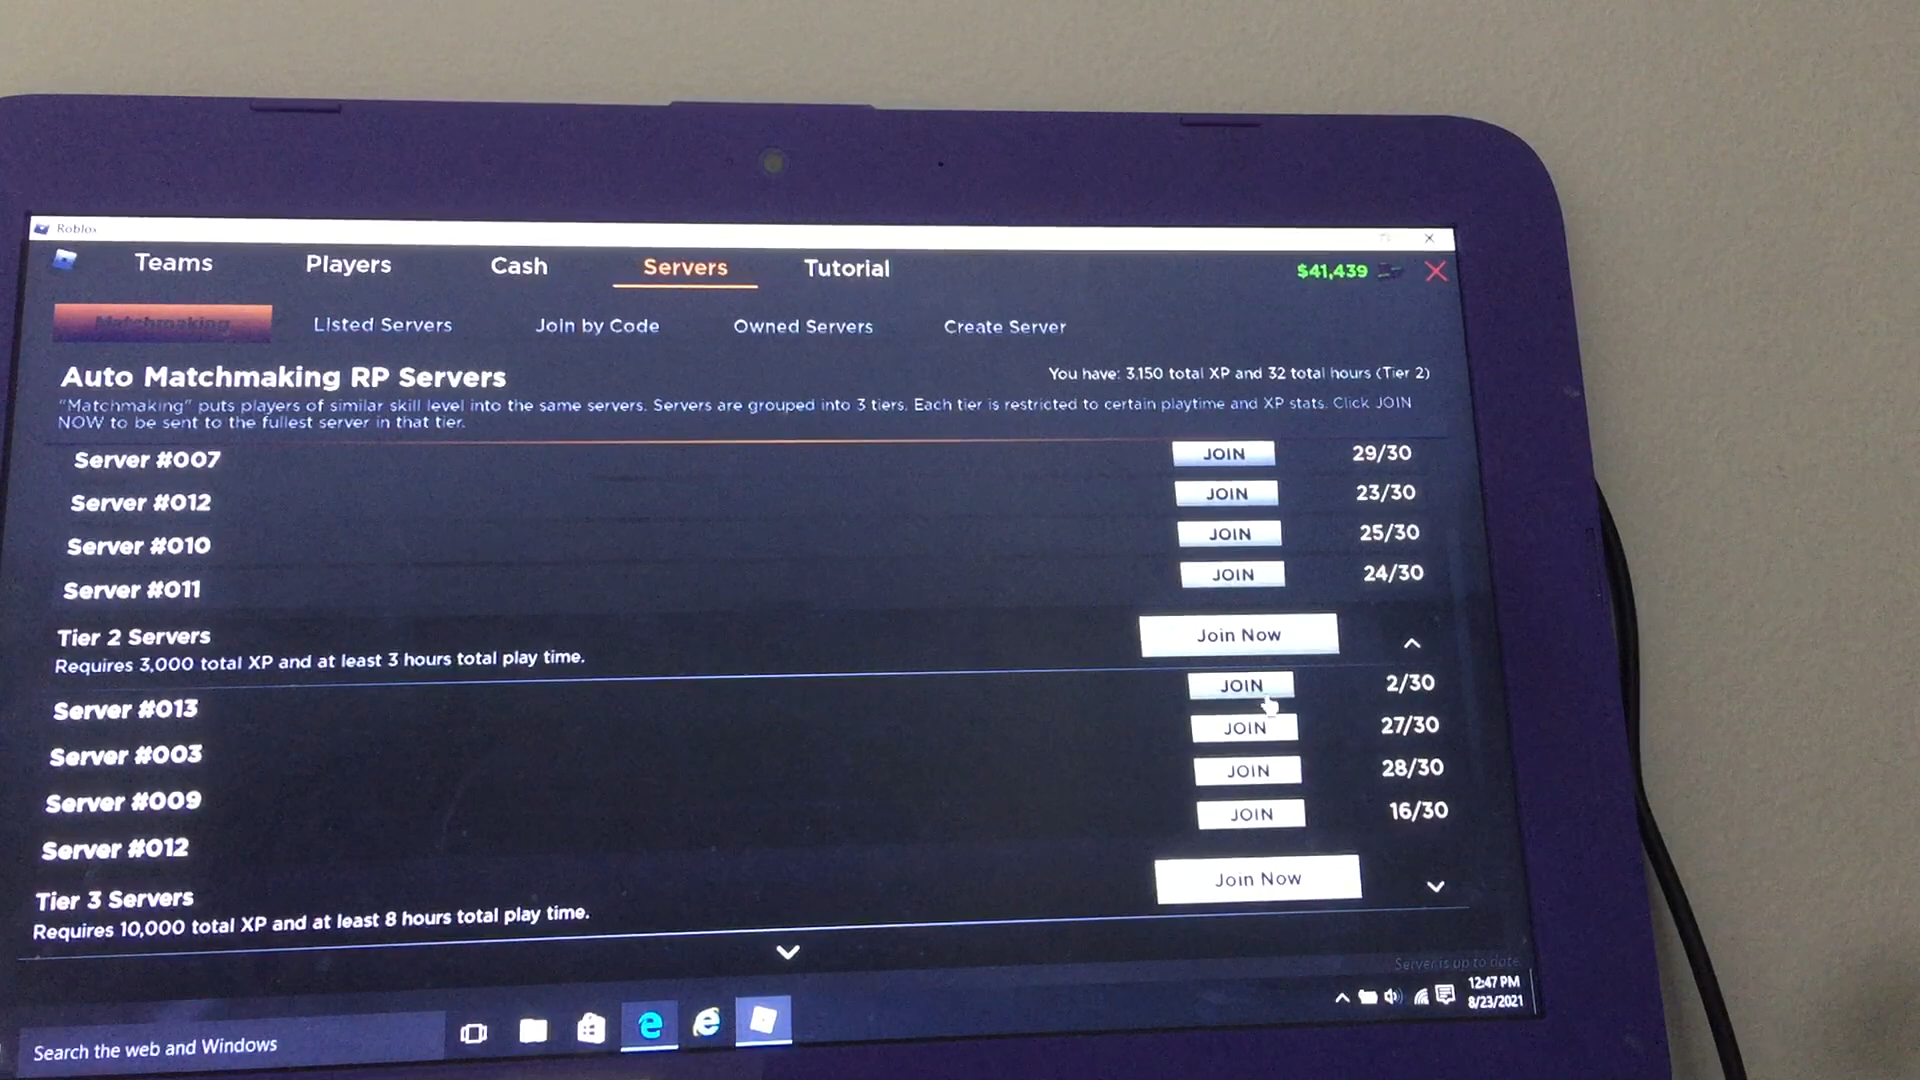 Roblox
Teams Players Cash Servers Tutorial $41,439
Matchmaking Listed Servers Join by Code Owned Servers Create Server
Auto Matchmaking RP Servers You have: 3,150 total XP and 32 total hours (Tier 2)
"Matchmaking" puts players of similar skill level into the same servers. Servers are grouped into 3 tiers. Each tier is restricted to certain playtime and XP stats. Click JOIN
NOW to be sent to the fullest server in that tier.
Server #007 JOIN 29/30
Server #012 JOIN 23/30
Server #010 JOIN 25/30
Server #011 JOIN 24/30
Tier 2 Servers Join Now
Requires 3,000 total XP and at least 3 hours total play time.
Server #013 JOIN 2/30
Server #003 JOIN 27/30
Server #009 JOIN 28/30
Server #012 JOIN 16/30
Tier 3 Servers Join Now
Requires 10,000 total XP and at least 8 hours total play time.
Server is up to date
12:47 PM
8/23/2021
Search the web and Windows